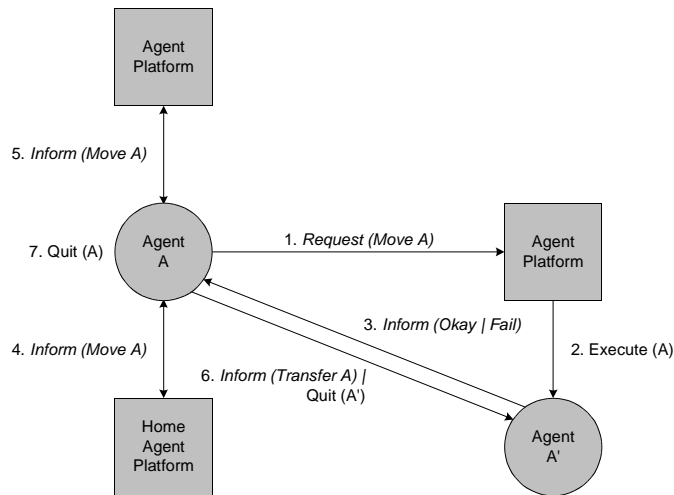 Agent
Platform
5. Inform (Move A)
7. Quit (A)
Agent
A
1. Request (Move A)
Agent
Platform
3. Inform (Okay | Fail)
2. Execute (A)
4. Inform (Move A)
6. Inform (Transfer A) |
Quit (A')
Home
Agent
Platform
Agent
A'